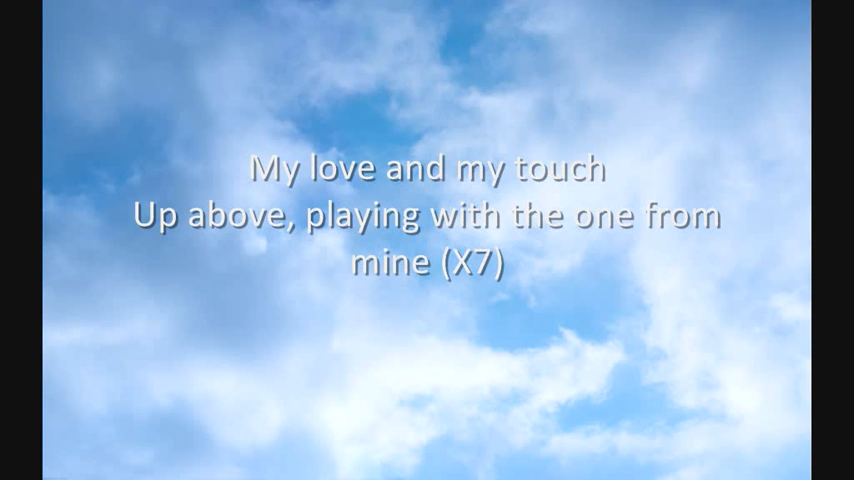 My love and my touch
Up above, playing with the one from
mine (X7)